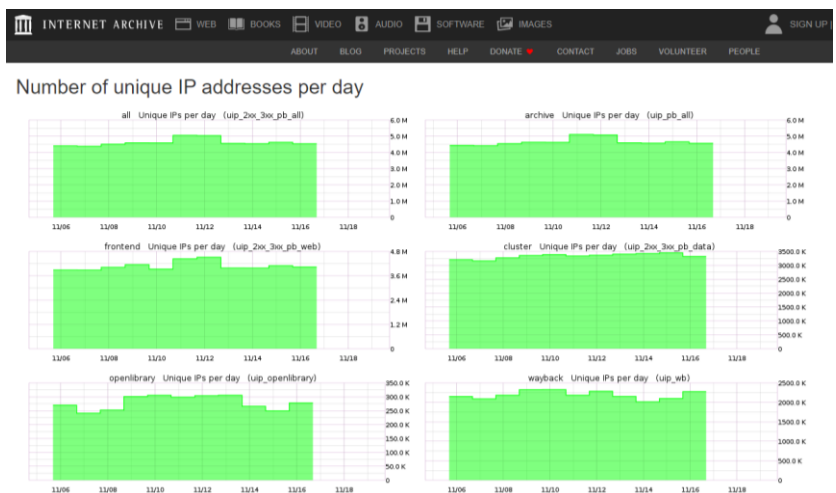 INTERNET ARCHIVE WEB BOOKS VIDEO AUDIO SOFTWARE IMAGES SIGN UP |
ABOUT BLOG PROJECTS HELP DONATE CONTACT JOBS VOLUNTEER PEOPLE
Number of unique IP addresses per day
all Unique IPs per day (uip_2xx_3xx_pb_all)
6.0 M
5.0 M
4.0 M
3.0 M
2.0 M
1.0 M
0
11/06 11/08 11/10 11/12 11/14 11/16 11/18
archive Unique IPs per day (uip_pb_all)
6.0 M
5.0 M
4.0 M
3.0 M
2.0 M
1.0 M
0
11/06 11/08 11/10 11/12 11/14 11/16 11/18
frontend Unique IPs per day (uip_2xx_3xx_pb_web)
4.8 M
3.6 M
2.4 M
1.2 M
0
11/06 11/08 11/10 11/12 11/14 11/16 11/18
cluster Unique IPs per day (uip_2xx_3xx_pb_data)
3500.0 K
3000.0 K
2500.0 K
2000.0 K
1500.0 K
1000.0 K
500.0 K
0
11/06 11/08 11/10 11/12 11/14 11/16 11/18
openlibrary Unique IPs per day (uip_openlibrary)
350.0 K
300.0 K
250.0 K
200.0 K
150.0 K
100.0 K
50.0 K
0
11/06 11/08 11/10 11/12 11/14 11/16 11/18
wayback Unique IPs per day (uip_wb)
2500.0 K
2000.0 K
1500.0 K
1000.0 K
500.0 K
0
11/06 11/08 11/10 11/12 11/14 11/16 11/18